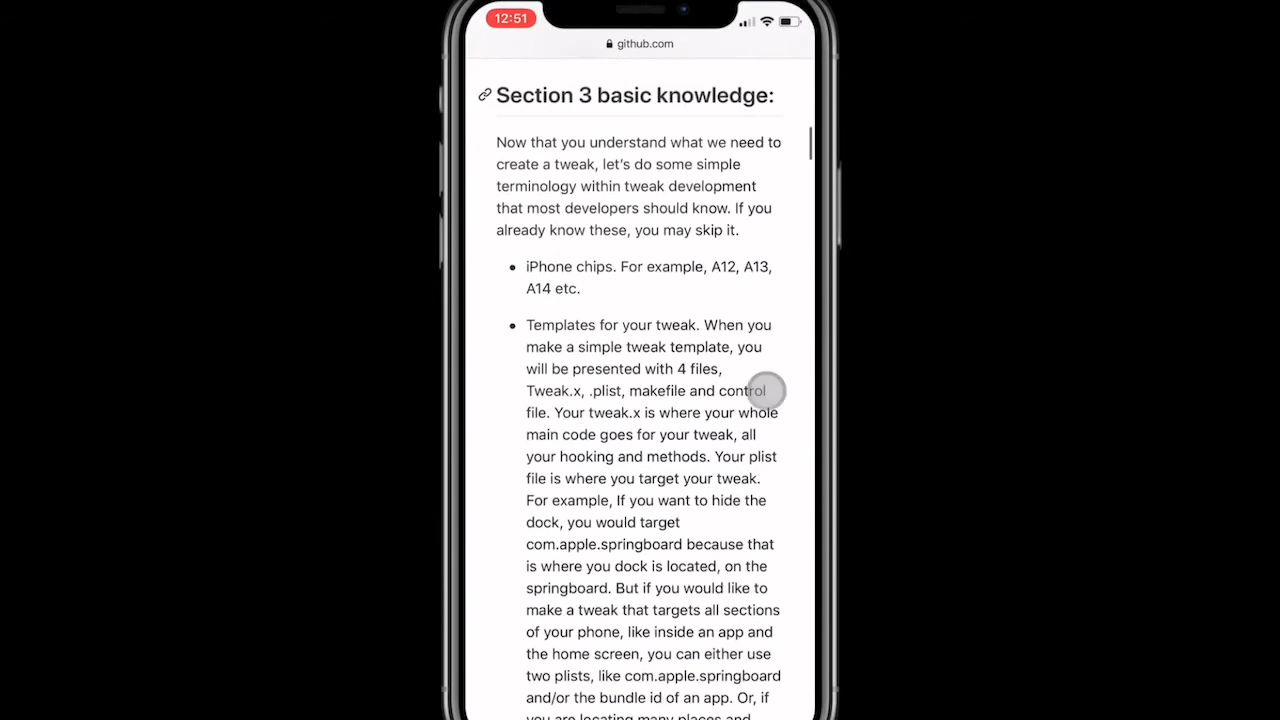 12:51
github.com
Section 3 basic knowledge:
Now that you understand what we need to
create a tweak, let's do some simple
terminology within tweak development
that most developers should know. If you
already know these, you may skip it.
iPhone chips. For example, A12, A13,
A14 etc.
Templates for your tweak. When you
make a simple tweak template, you
will be presented with 4 files,
Tweak.x, .plist, makefile and control
file. Your tweak.x is where your whole
main code goes for your tweak, all
your hooking and methods. Your plist
file is where you target your tweak.
For example, If you want to hide the
dock, you would target
com.apple.springboard because that
is where you dock is located, on the
springboard. But if you would like to
make a tweak that targets all sections
of your phone, like inside an app and
the home screen, you can either use
two plists, like com.apple.springboard
and/or the bundle id of an app. Or, if
you are locating many places and